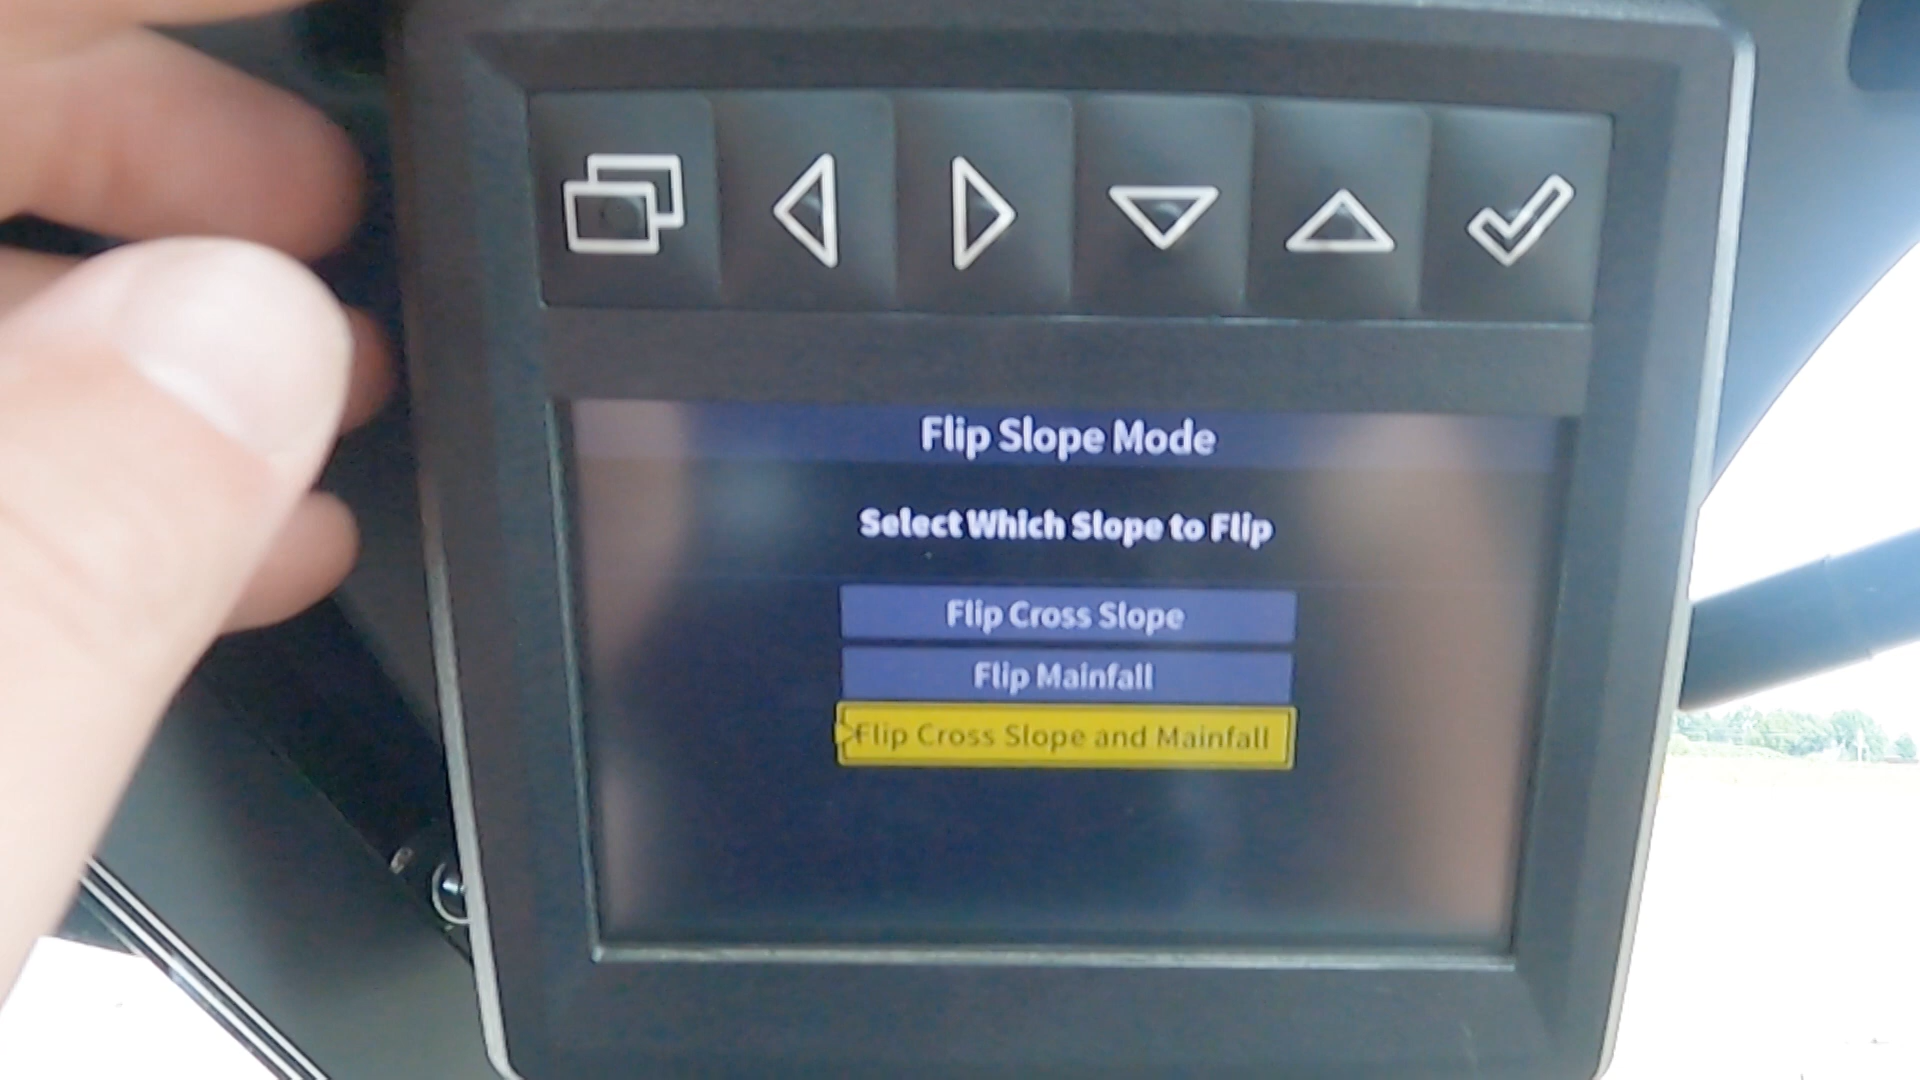 Flip Slope Mode
Select Which Slope to Flip
Flip Cross Slope
Flip Mainfall
Flip Cross Slope and Mainfall